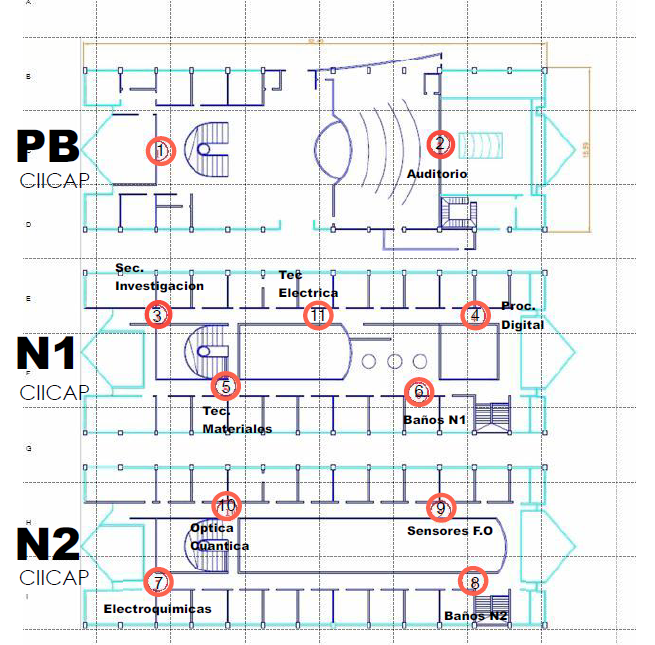 A
B
PB
CIICAP
1
2
Auditorio
D
Sec.
Investigacion
Tec
Electrica
E
3
11
4
Proc.
Digital
N1
CIICAP
F
5
6
Tec.
Materiales
Baños N1
G
10
9
H
Optica
Cuantica
Sensores F.O
N2
CIICAP
7
8
I
Electroquimicas
Baños N2